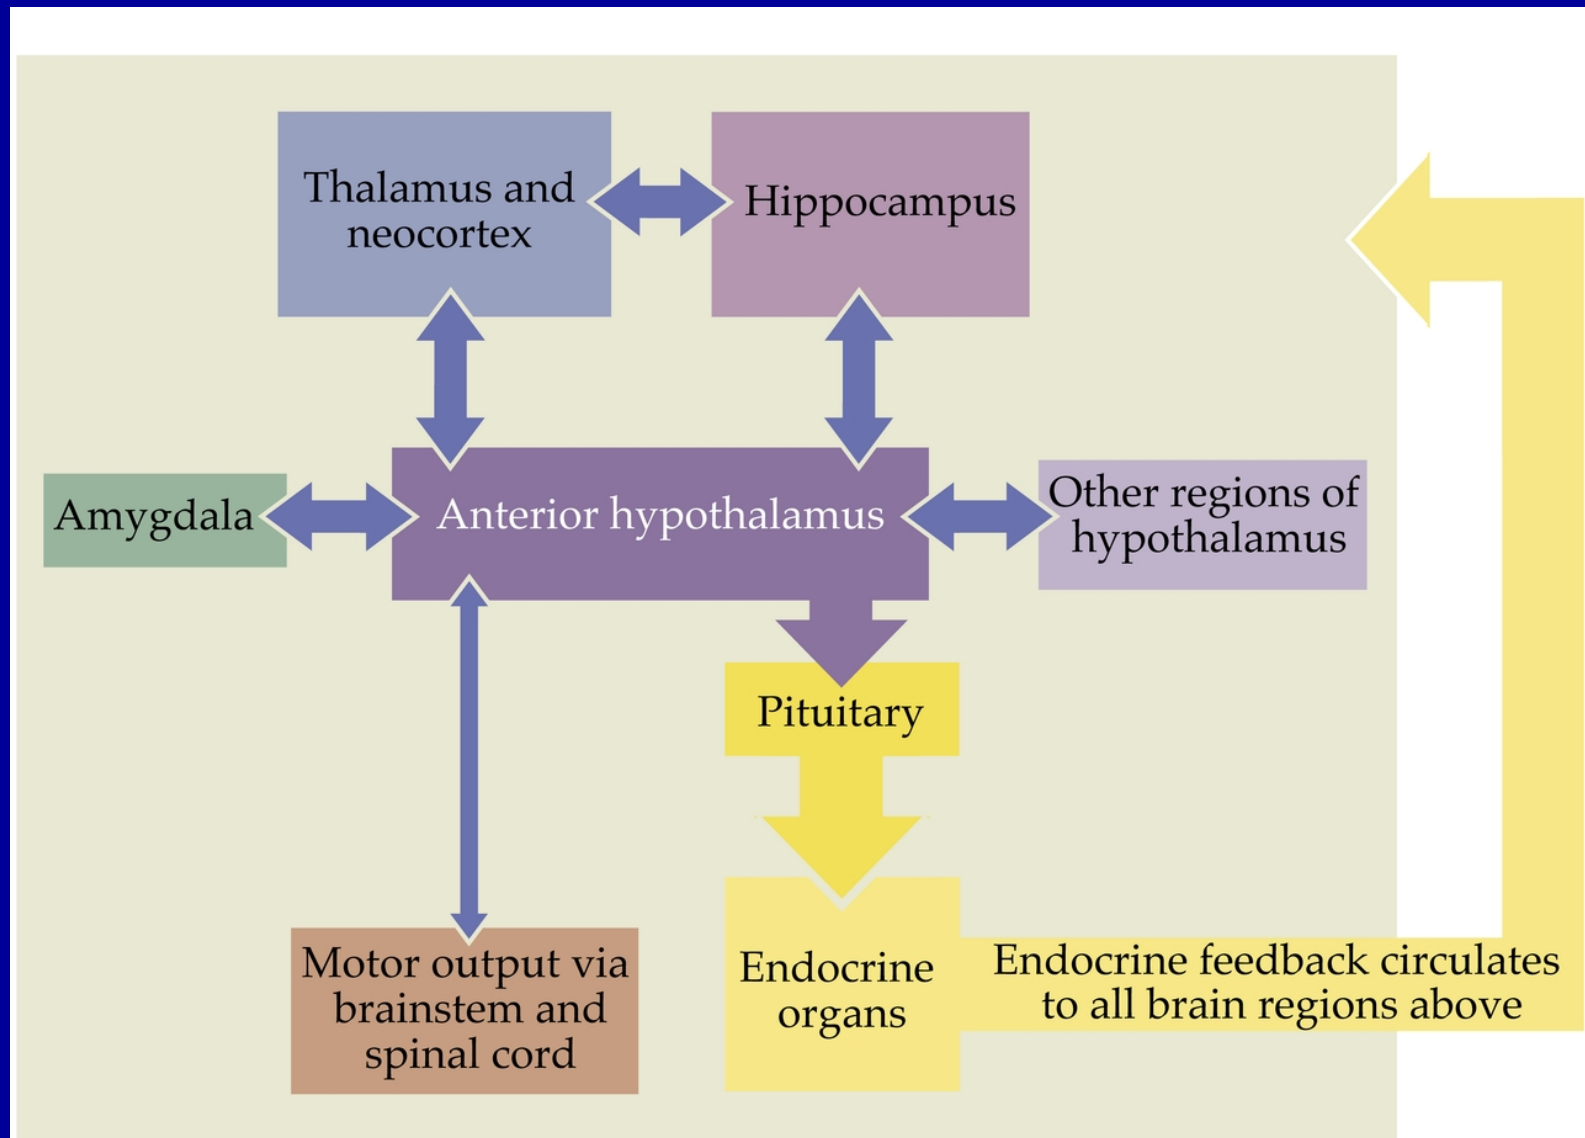 Thalamus and
neocortex
Hippocampus
Amygdala
Anterior hypothalamus
Other regions of
hypothalamus
Pituitary
Motor output via
brainstem and
spinal cord
Endocrine
organs
Endocrine feedback circulates
to all brain regions above